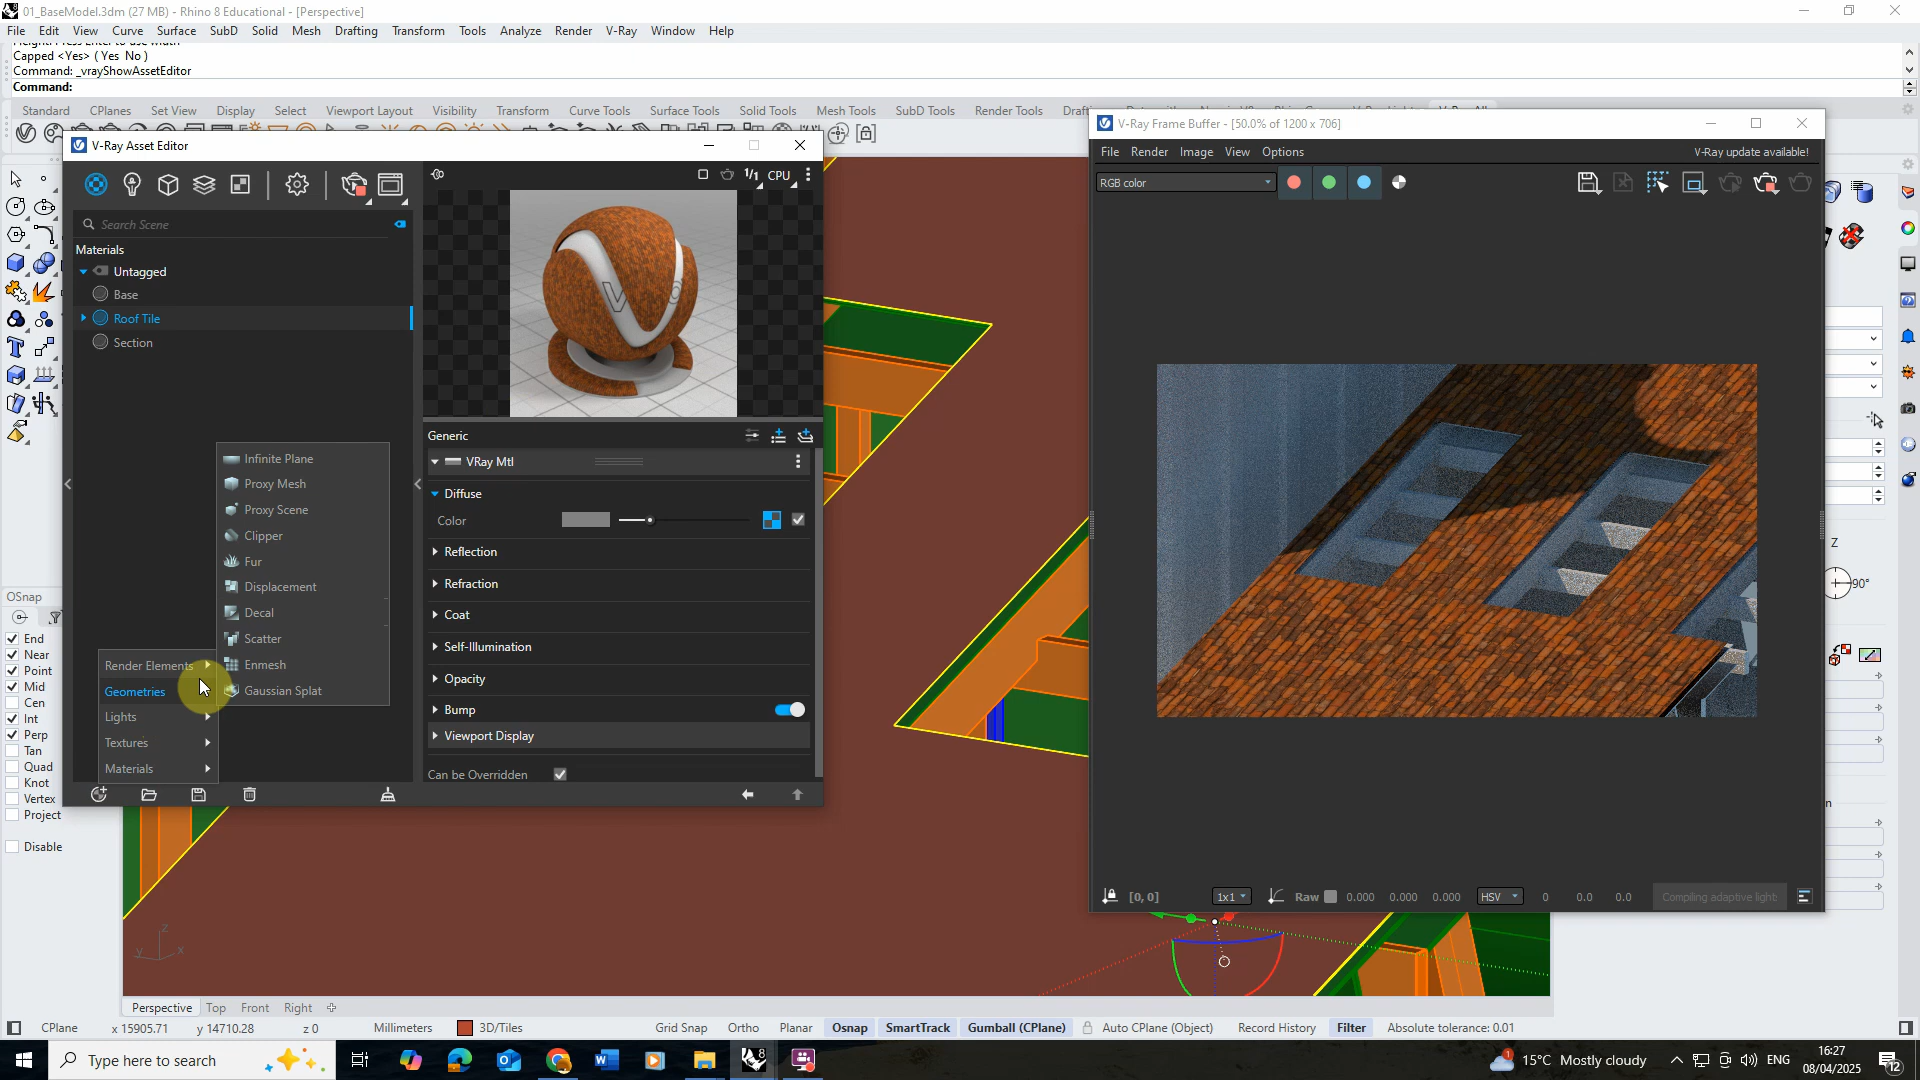 01_BaseModel.3dm (27 MB) - Rhino 8 Educational - [Perspective]
File Edit View Curve Surface SubD Solid Mesh Drafting Transform Tools Analyze Render V-Ray Window Help
Capped <Yes> ( Yes No )
Command: _vrayShowAssetEditor
Command:
Standard CPlanes Set View Display Select Viewport Layout Visibility Transform Curve Tools Surface Tools Solid Tools Mesh Tools SubD Tools Render Tools
V-Ray Asset Editor
Search Scene
Materials
Untagged
Base
Roof Tile
Section
Infinite Plane
Proxy Mesh
Proxy Scene
Clipper
Fur
Displacement
Decal
Scatter
Enmesh
Gaussian Splat
Render Elements
Geometries
Lights
Textures
Materials
1/1 CPU
Generic
VRay Mtl
Diffuse
Color
Reflection
Refraction
Coat
Self-Illumination
Opacity
Bump
Viewport Display
Can be Overridden
V-Ray Frame Buffer - [50.0% of 1200 x 706]
File Render Image View Options
V-Ray update available!
RGB color
[0, 0] 1x1 Raw 0.000 0.000 0.000 HSV 0 0.0 0.0 Compiling adaptive light:
Z
90°
OSnap
End
Near
Point
Mid
Cen
Int
Perp
Tan
Quad
Knot
Vertex
Project
Disable
z
y x
Perspective Top Front Right
CPlane x 15905.71 y 14710.28 z 0 Millimeters 3D/Tiles Grid Snap Ortho Planar Osnap SmartTrack Gumball (CPlane) Auto CPlane (Object) Record History Filter Absolute tolerance: 0.01
Type here to search
15°C Mostly cloudy
ENG
16:27
08/04/2025
12